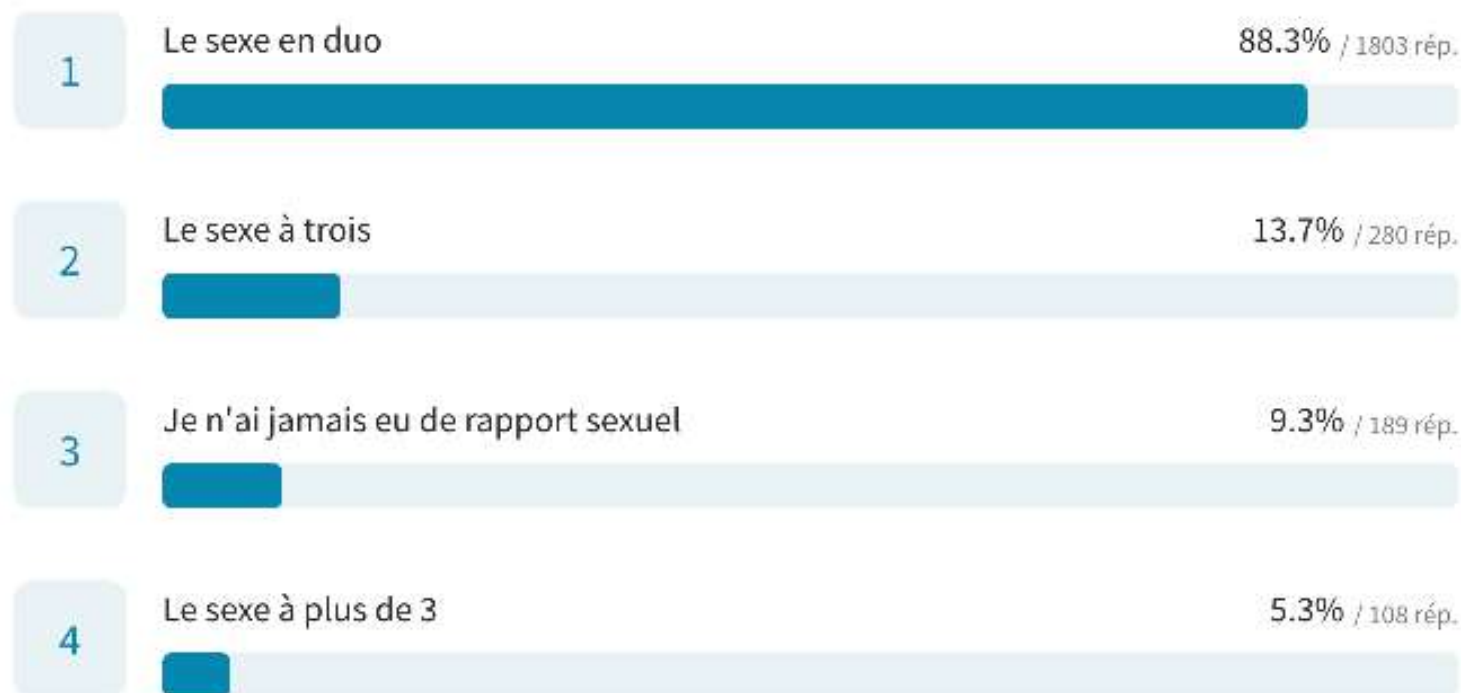 1
Le sexe en duo
88.3% / 1803 rép.
2
Le sexe à trois
13.7% / 280 rép.
3
Je n'ai jamais eu de rapport sexuel
9.3% / 189 rép.
4
Le sexe à plus de 3
5.3% / 108 rép.